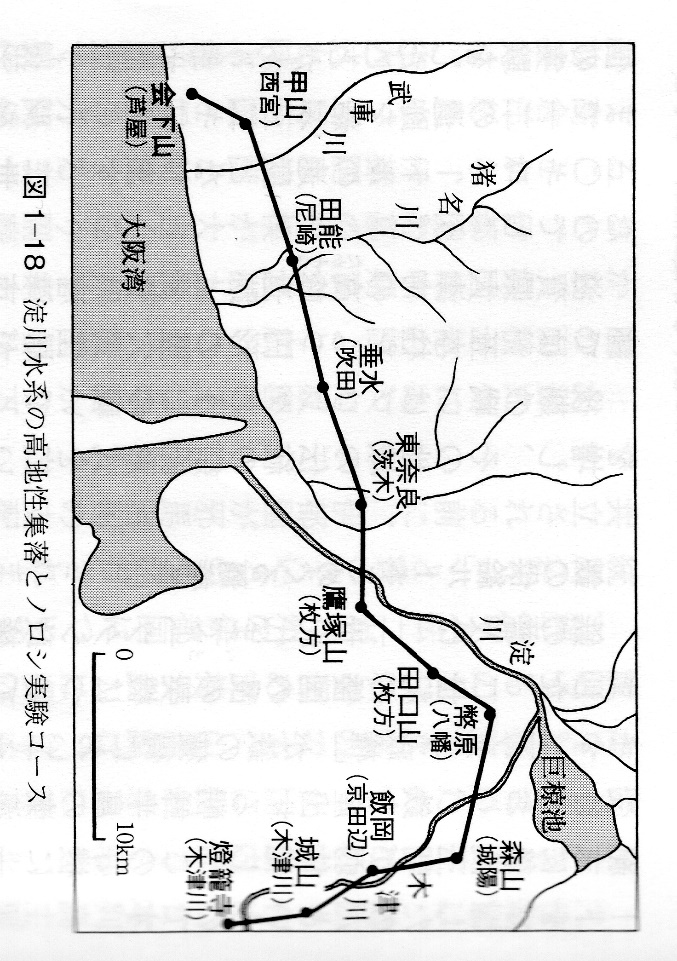 武庫川
猪名川
会下山
(芦屋)
甲山
(西宮)
田能
(尼崎)
垂水
(吹田)
東奈良
(茨木)
鷹塚山
(枚方)
田口山
(枚方)
幣原
(八幡)
森山
(城陽)
飯岡
(京田辺)
城山
(木津川)
燈籠寺
(木津川)
大阪湾
淀川
巨椋池
木津川
0
10km
図1-18 淀川水系の高地性集落とノロシ実験コース